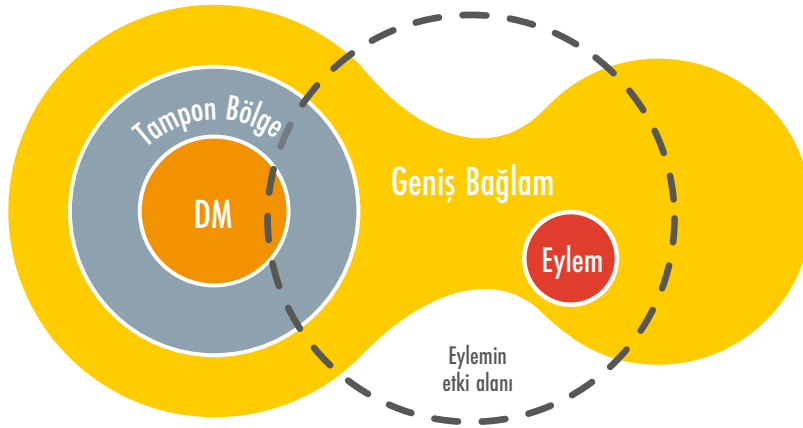 Tampon Bölge
DM
Geniş Bağlam
Eylem
Eylemin
etki alanı